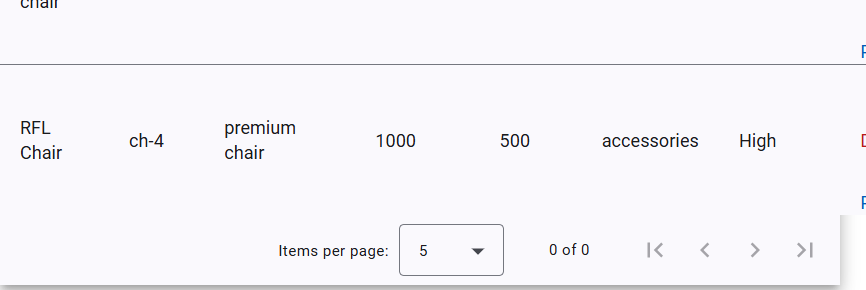 chair
RFL
Chair
ch-4
premium
chair
1000
500
accessories
High
Items per page:
5
0 of 0